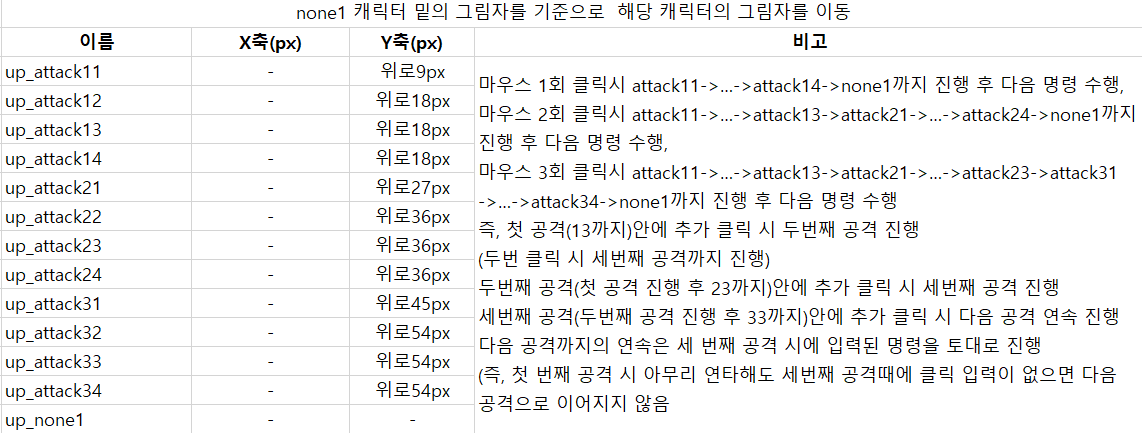 none1 캐릭터 밑의 그림자를 기준으로 해당 캐릭터의 그림자를 이동
이름 X축(px) Y축(px) 비고
up_attack11 - 위로9px
up_attack12 - 위로18px
up_attack13 - 위로18px
up_attack14 - 위로18px
up_attack21 - 위로27px
up_attack22 - 위로36px
up_attack23 - 위로36px
up_attack24 - 위로36px
up_attack31 - 위로45px
up_attack32 - 위로54px
up_attack33 - 위로54px
up_attack34 - 위로54px
up_none1 - -
마우스 1회 클릭시 attack11->...->attack14->none1까지 진행 후 다음 명령 수행,
마우스 2회 클릭시 attack11->...->attack13->attack21->...->attack24->none1까지
진행 후 다음 명령 수행,
마우스 3회 클릭시 attack11->...->attack13->attack21->...->attack23->attack31
->...->attack34->none1까지 진행 후 다음 명령 수행
즉, 첫 공격(13까지)안에 추가 클릭 시 두번째 공격 진행
(두번 클릭 시 세번째 공격까지 진행)
두번째 공격(첫 공격 진행 후 23까지)안에 추가 클릭 시 세번째 공격 진행
세번째 공격(두번째 공격 진행 후 33까지)안에 추가 클릭 시 다음 공격 연속 진행
다음 공격까지의 연속은 세 번째 공격 시에 입력된 명령을 토대로 진행
(즉, 첫 번째 공격 시 아무리 연타해도 세번째 공격때에 클릭 입력이 없으면 다음
공격으로 이어지지 않음